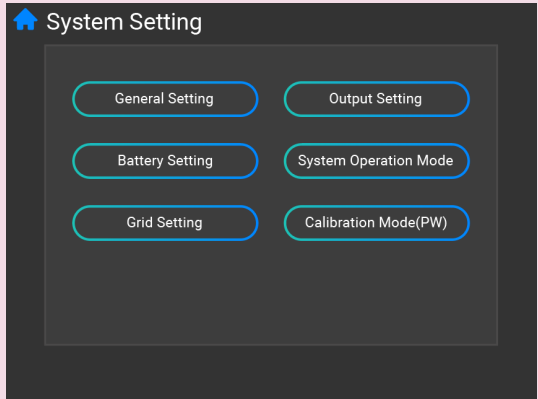 System Setting
General Setting
Output Setting
Battery Setting
System Operation Mode
Grid Setting
Calibration Mode(PW)